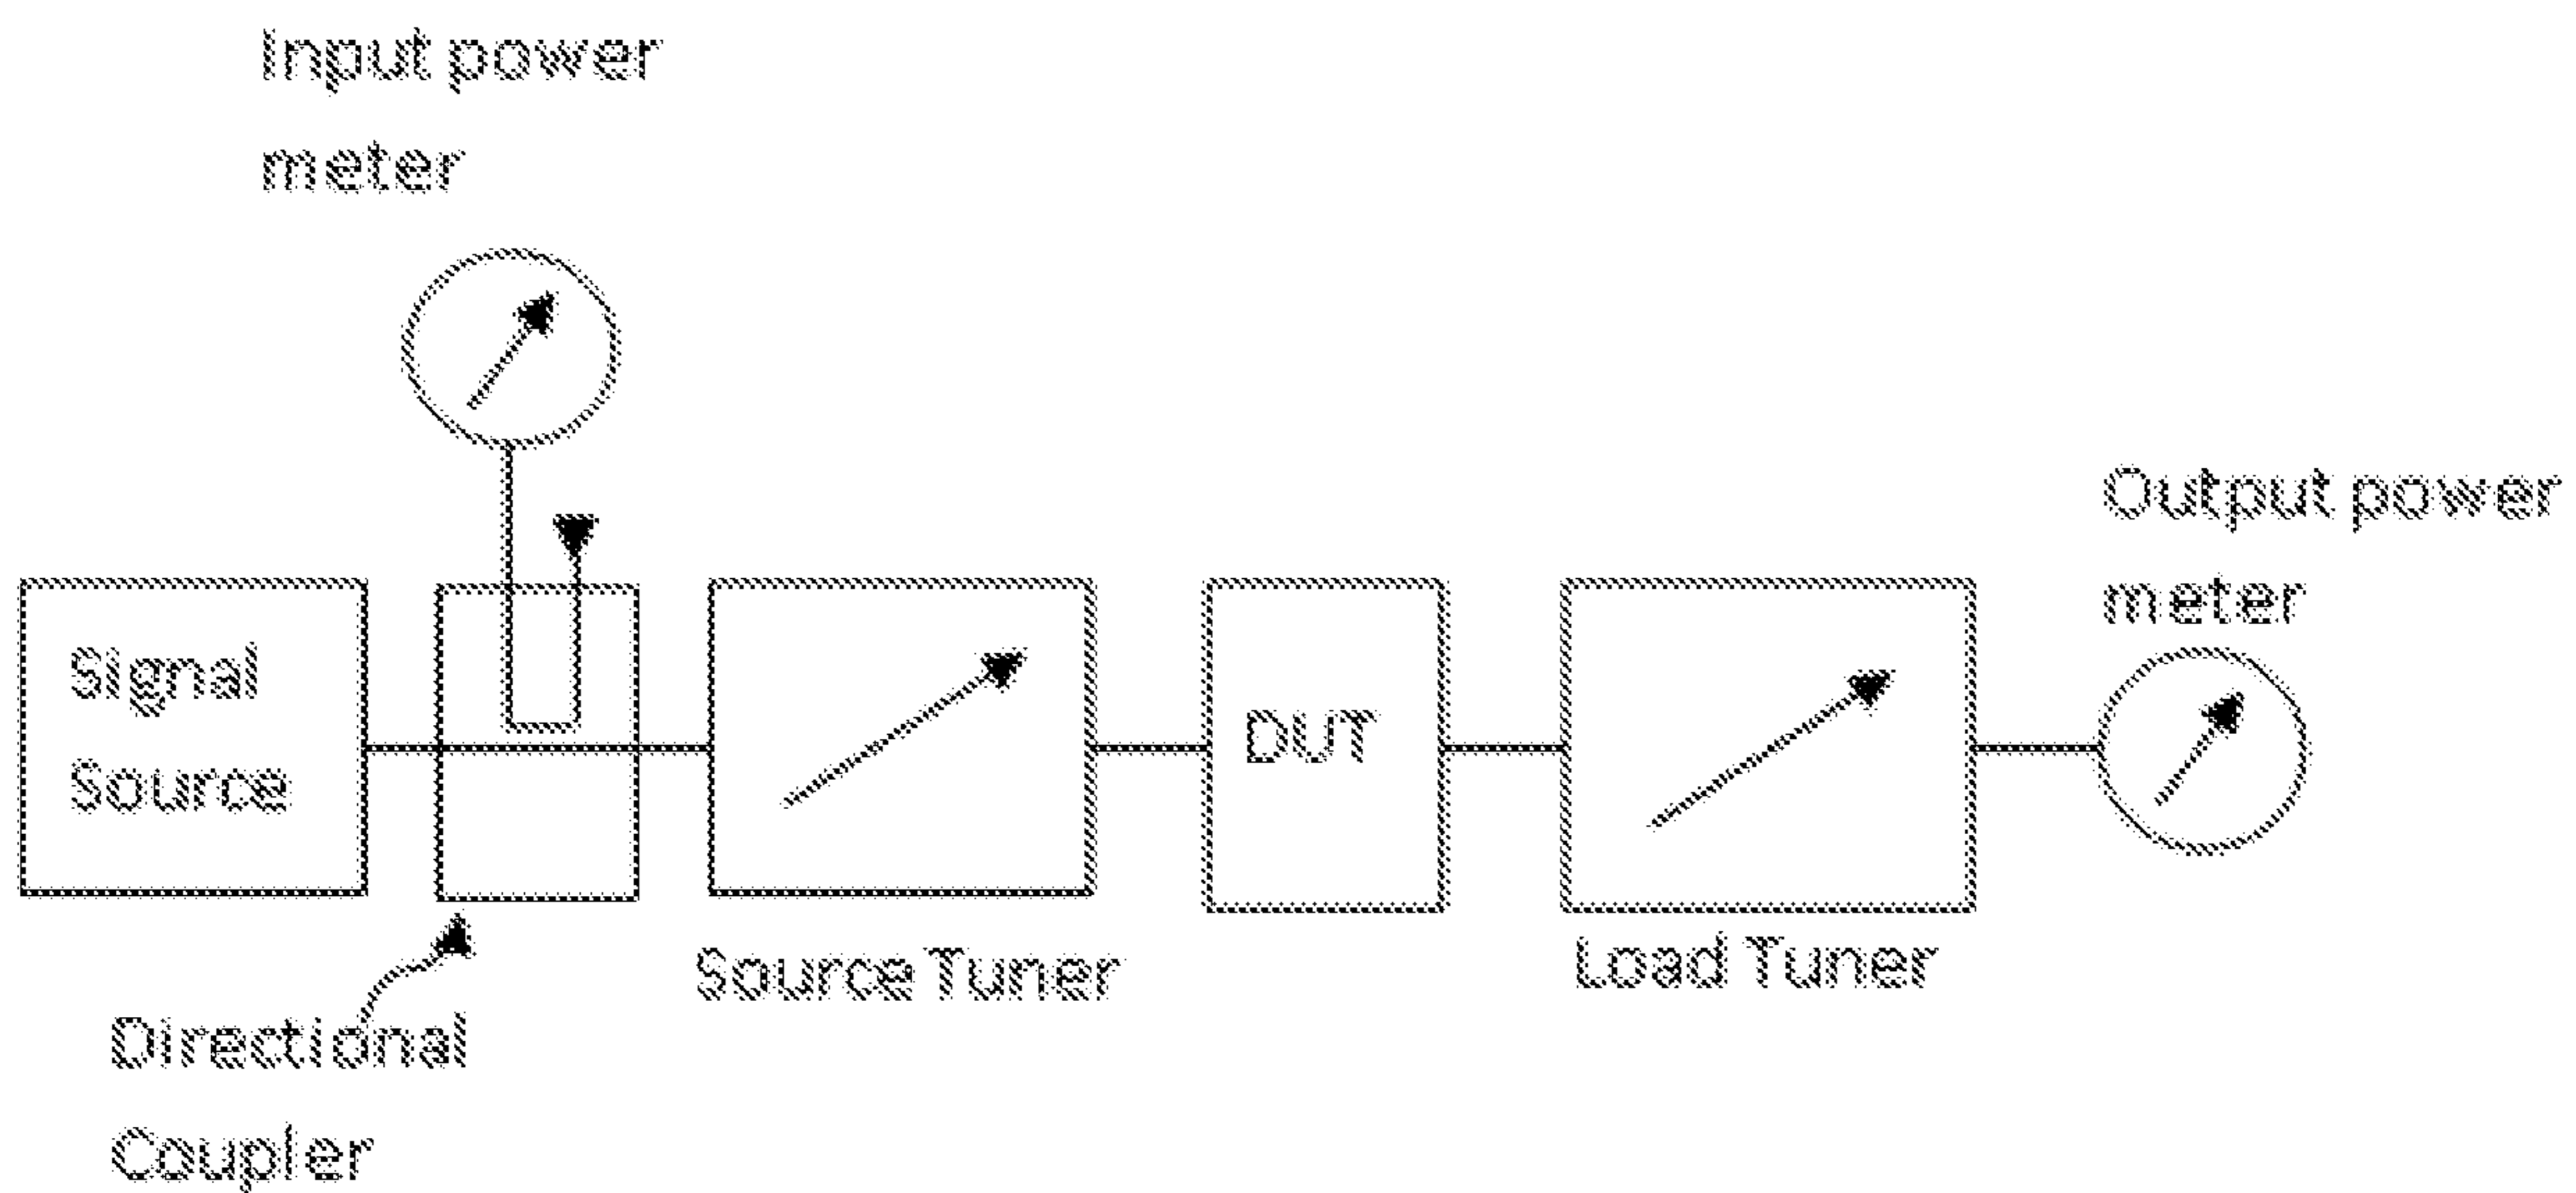 Input power
meter
Output power
meter
Signal
Source
DUT
Source Tuner
Load Tuner
Directional
Coupler